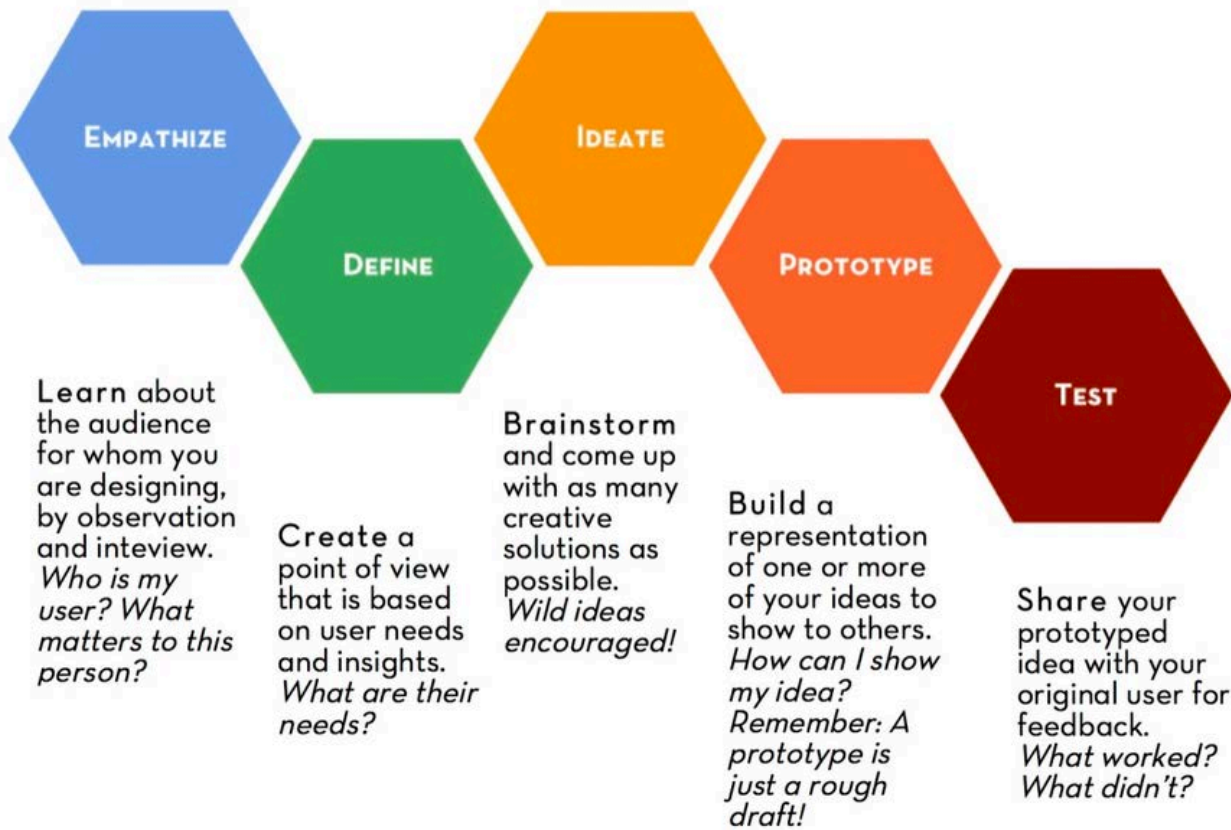 EMPATHIZE
DEFINE
IDEATE
PROTOTYPE
TEST
Learn about
the audience
for whom you
are designing,
by observation
and inteview.
Who is my
user? What
matters to this
person?
Create a
point of view
that is based
on user needs
and insights.
What are their
needs?
Brainstorm
and come up
with as many
creative
solutions as
possible.
Wild ideas
encouraged!
Build a
representation
of one or more
of your ideas to
show to others.
How can I show
my idea?
Remember: A
prototype is
just a rough
draft!
Share your
prototyped
idea with your
original user for
feedback.
What worked?
What didn't?